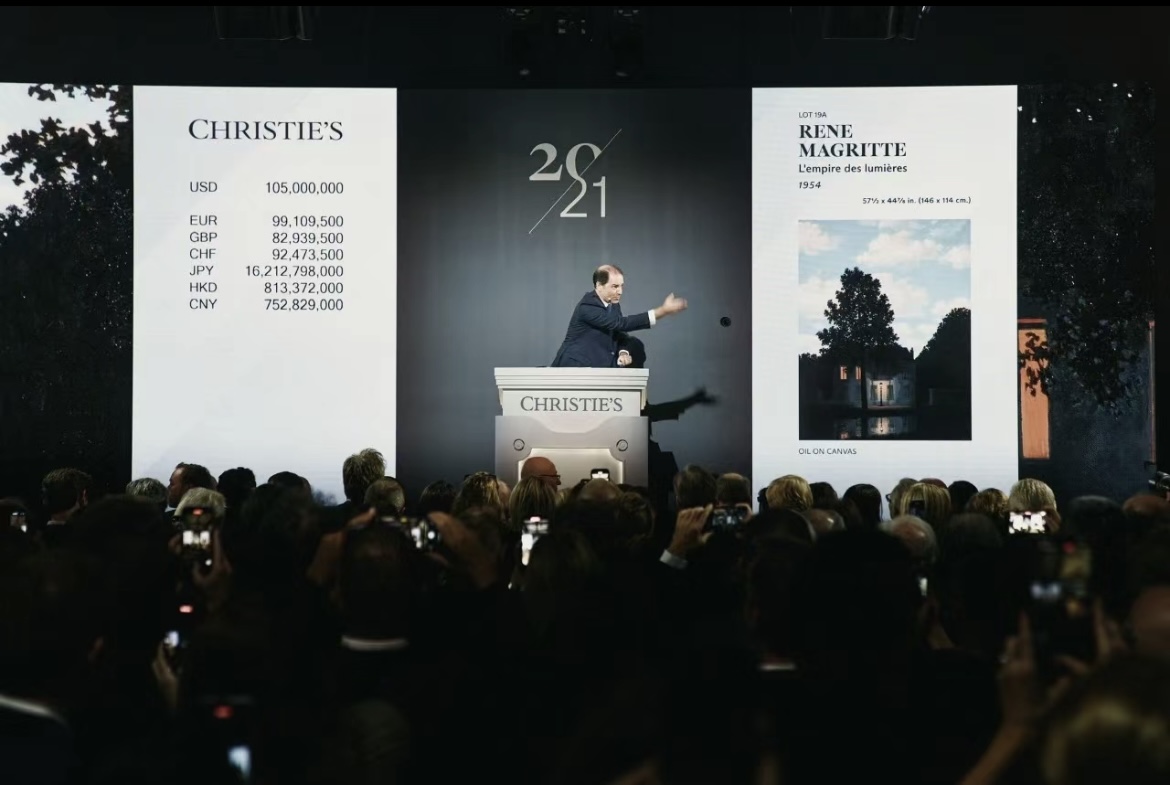 CHRISTIE'S
USD 105,000,000
EUR 99,109,500
GBP 82,939,500
CHF 92,473,500
JPY 16,212,798,000
HKD 813,372,000
CNY 752,829,000
20
21
CHRISTIE'S
LOT 19A
RENE
MAGRITTE
L'empire des lumières
1954
57½ x 44⅞ in. (146 x 114 cm.)
OIL ON CANVAS